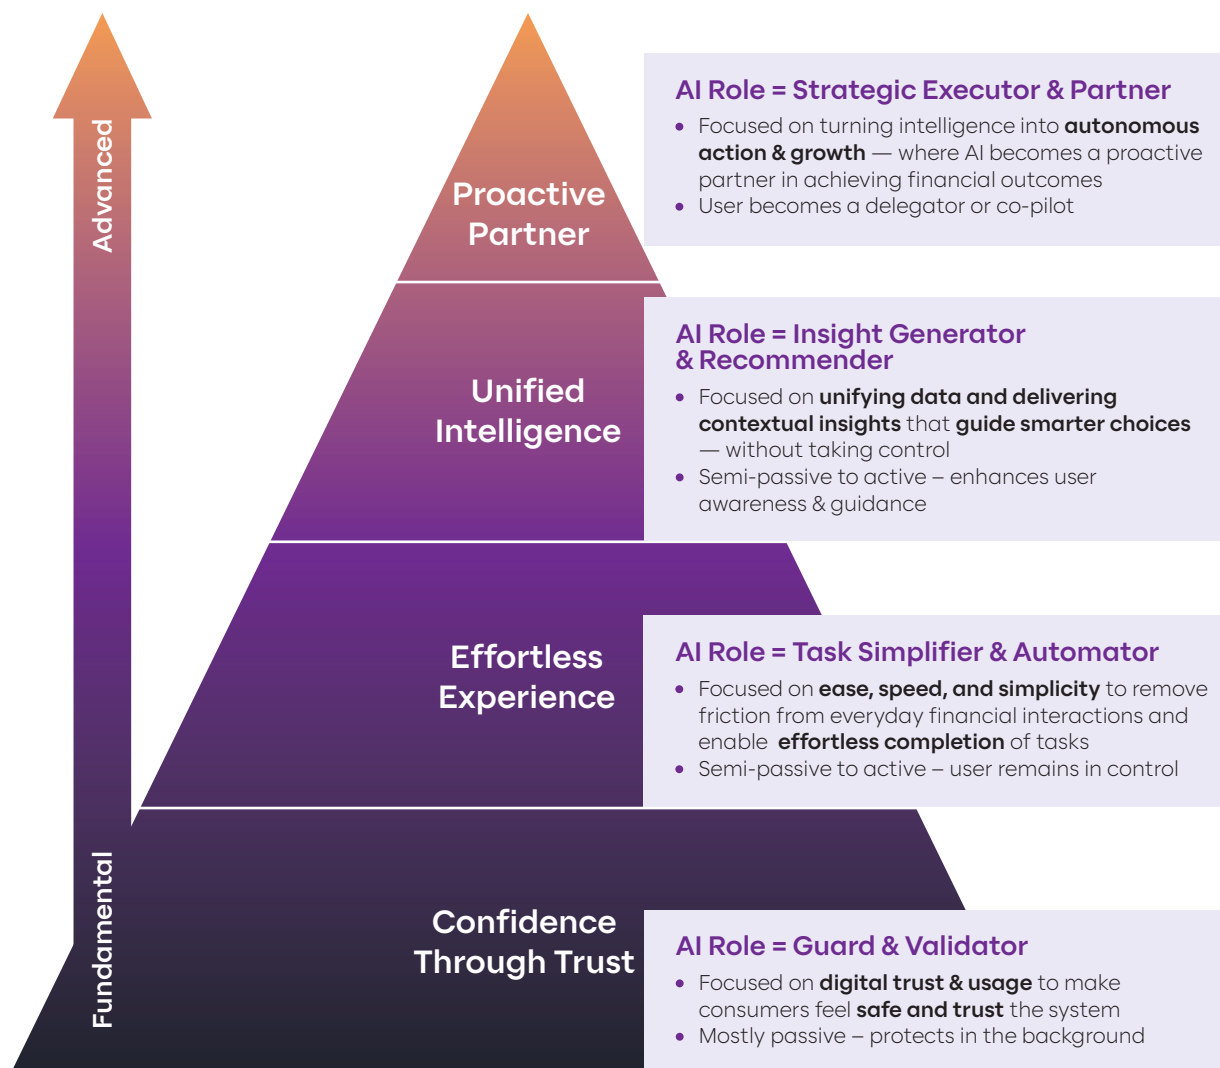 Advanced
Fundamental
Proactive
Partner
AI Role = Strategic Executor & Partner
• Focused on turning intelligence into autonomous
action & growth — where AI becomes a proactive
partner in achieving financial outcomes
• User becomes a delegator or co-pilot
Unified
Intelligence
AI Role = Insight Generator
& Recommender
• Focused on unifying data and delivering
contextual insights that guide smarter choices
— without taking control
• Semi-passive to active – enhances user
awareness & guidance
Effortless
Experience
AI Role = Task Simplifier & Automator
• Focused on ease, speed, and simplicity to remove
friction from everyday financial interactions and
enable  effortless completion of tasks
• Semi-passive to active – user remains in control
Confidence
Through Trust
AI Role = Guard & Validator
• Focused on digital trust & usage to make
consumers feel safe and trust the system
• Mostly passive – protects in the background